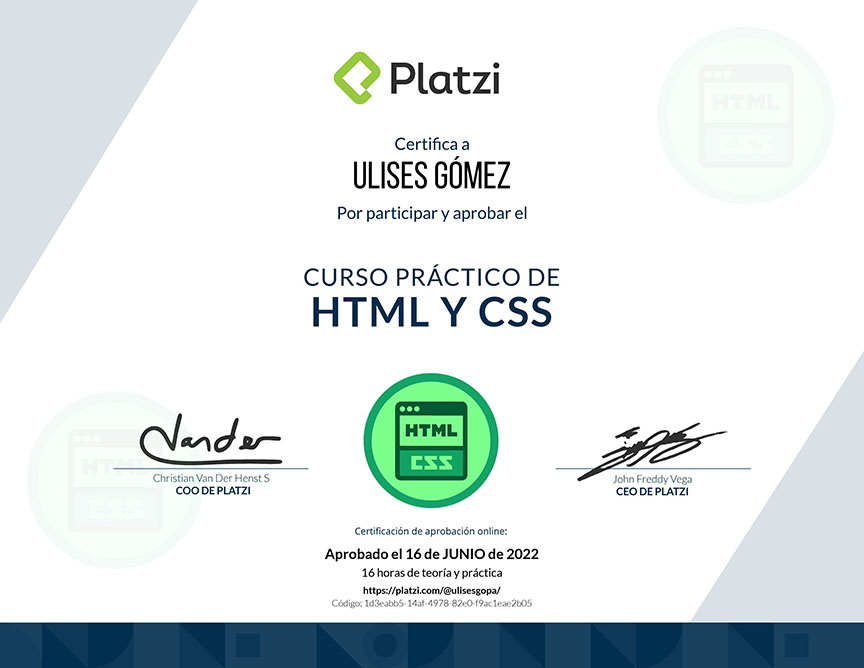 Platzi
HTML
CSS
Certifica a
ULISES GÓMEZ
Por participar y aprobar el
CURSO PRÁCTICO DE
HTML Y CSS
HTML
CSS
HTML
CSS
Vander
Christian Van Der Henst S
COO DE PLATZI
John Freddy Vega
CEO DE PLATZI
Certificación de aprobación online:
Aprobado el 16 de JUNIO de 2022
16 horas de teoría y práctica
https://platzi.com/@ulisesgopa/
Código: 1d3eabb5-14af-4978-82e0-f9ac1eae2b05